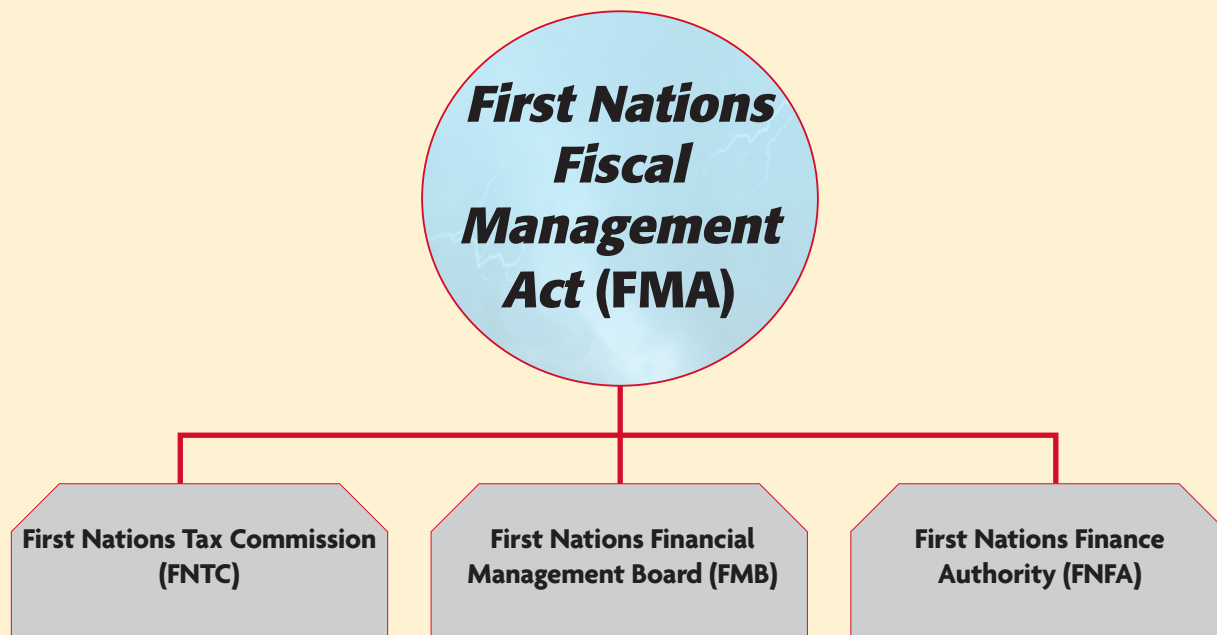 First Nations
Fiscal
Management
Act (FMA)
First Nations Tax Commission
(FNTC)
First Nations Financial
Management Board (FMB)
First Nations Finance
Authority (FNFA)